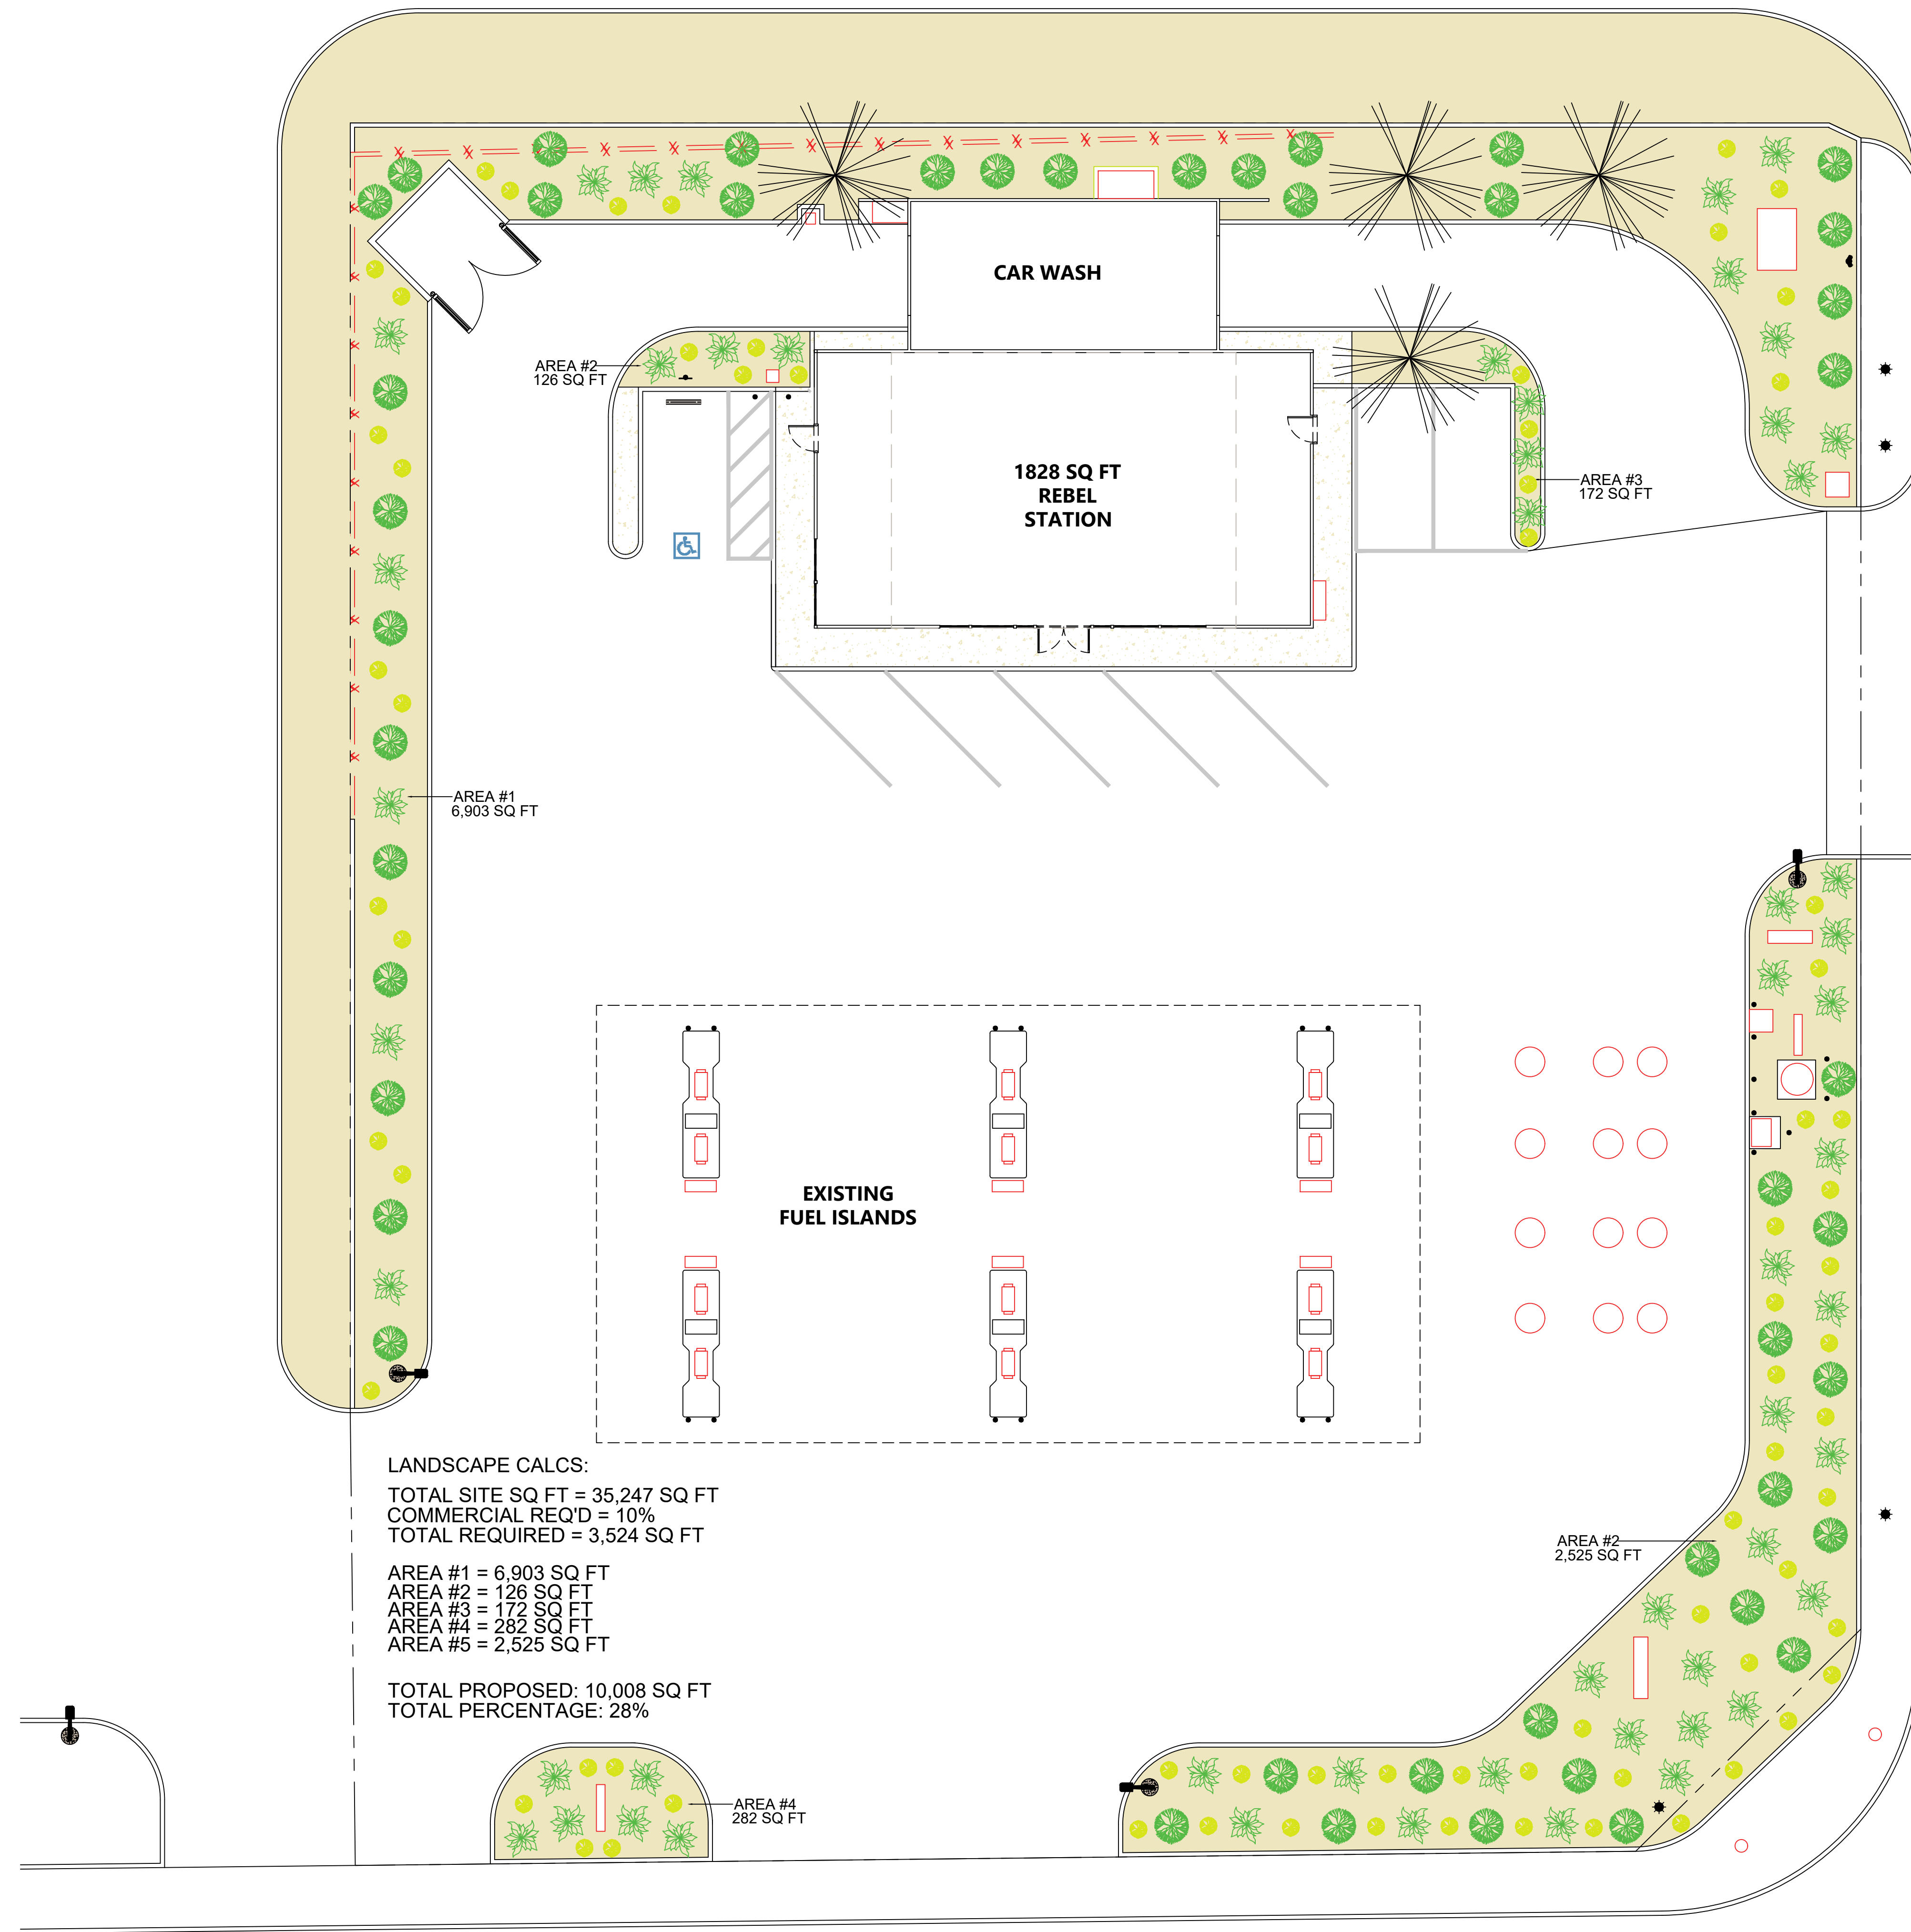 CAR WASH
AREA #2
126 SQ FT
1828 SQ FT
REBEL
STATION
AREA #3
172 SQ FT
AREA #1
6,903 SQ FT
EXISTING
FUEL ISLANDS
LANDSCAPE CALCS:
TOTAL SITE SQ FT = 35,247 SQ FT
COMMERCIAL REQ'D = 10%
TOTAL REQUIRED = 3,524 SQ FT
AREA #1 = 6,903 SQ FT
AREA #2 = 126 SQ FT
AREA #3 = 172 SQ FT
AREA #4 = 282 SQ FT
AREA #5 = 2,525 SQ FT
TOTAL PROPOSED: 10,008 SQ FT
TOTAL PERCENTAGE: 28%
AREA #2
2,525 SQ FT
AREA #4
282 SQ FT